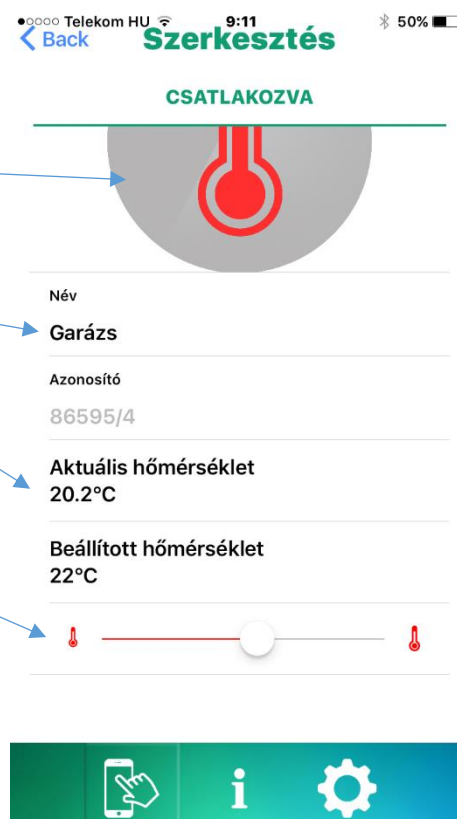 ●○○○○ Telekom HU 9:11 50%
Back Szerkesztés
CSATLAKOZVA
Név
Garázs
Azonosító
86595/4
Aktuális hőmérséklet
20.2°C
Beállított hőmérséklet
22°C
i